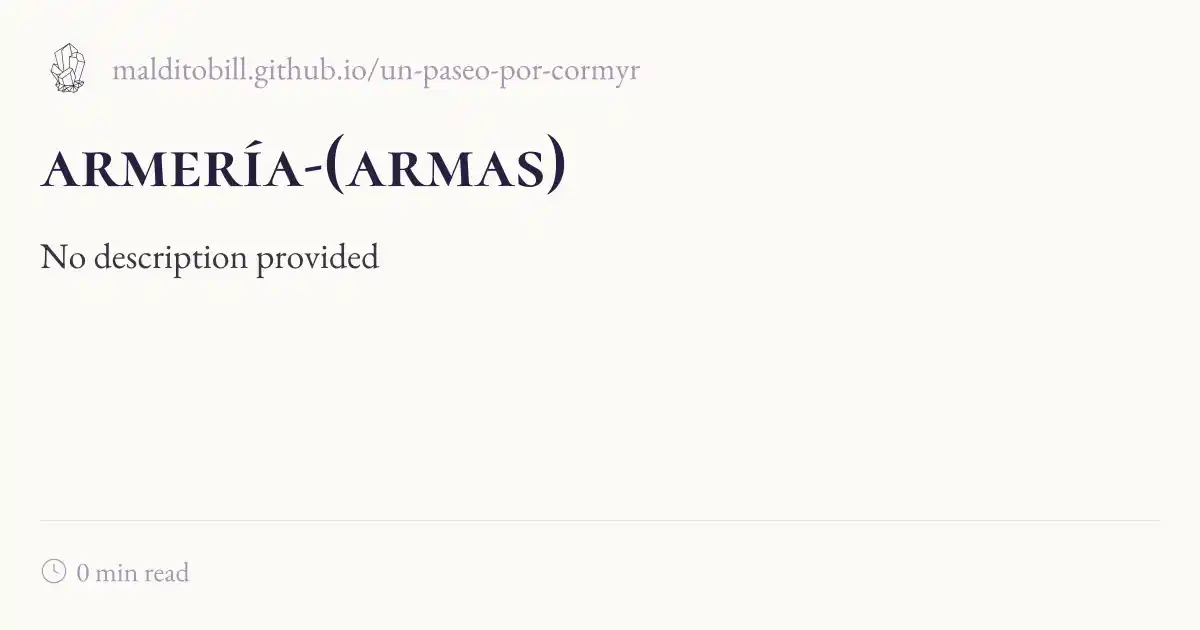 malditobill.github.io/un-paseo-por-cormyr
ARMERÍA-(ARMAS)
No description provided
0 min read